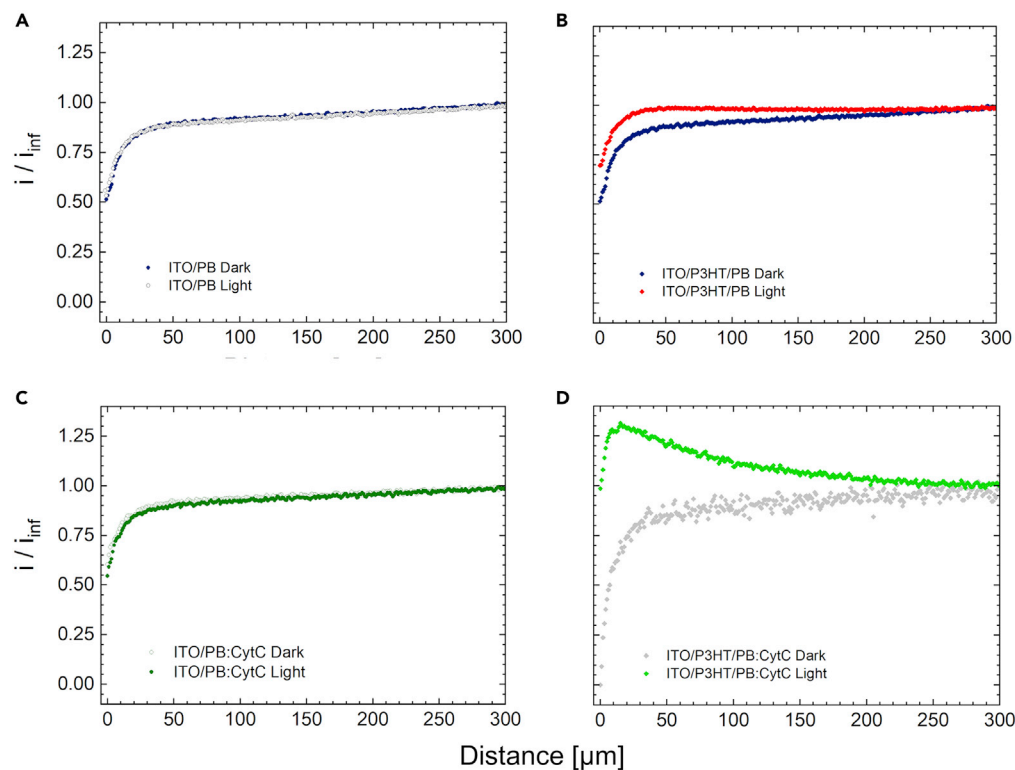 A
1.25
1.00
0.75
0.50
0.25
0.00
i / i inf
ITO/PB Dark
ITO/PB Light
0 50 100 150 200 250 300
B
ITO/P3HT/PB Dark
ITO/P3HT/PB Light
0 50 100 150 200 250 300
C
1.25
1.00
0.75
0.50
0.25
0.00
i / i inf
ITO/PB:CytC Dark
ITO/PB:CytC Light
0 50 100 150 200 250 300
D
ITO/P3HT/PB:CytC Dark
ITO/P3HT/PB:CytC Light
0 50 100 150 200 250 300
Distance [µm]